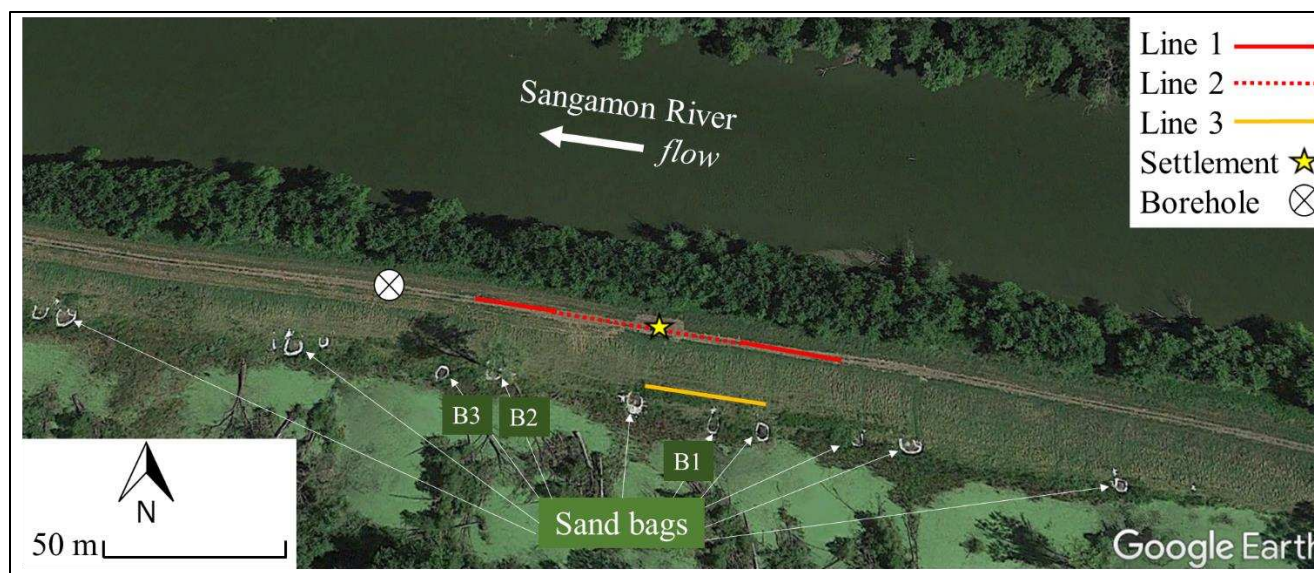 Line 1
Line 2
Line 3
Settlement
Borehole
Sangamon River
flow
B3
B2
B1
Sand bags
N
50 m
Google Earth